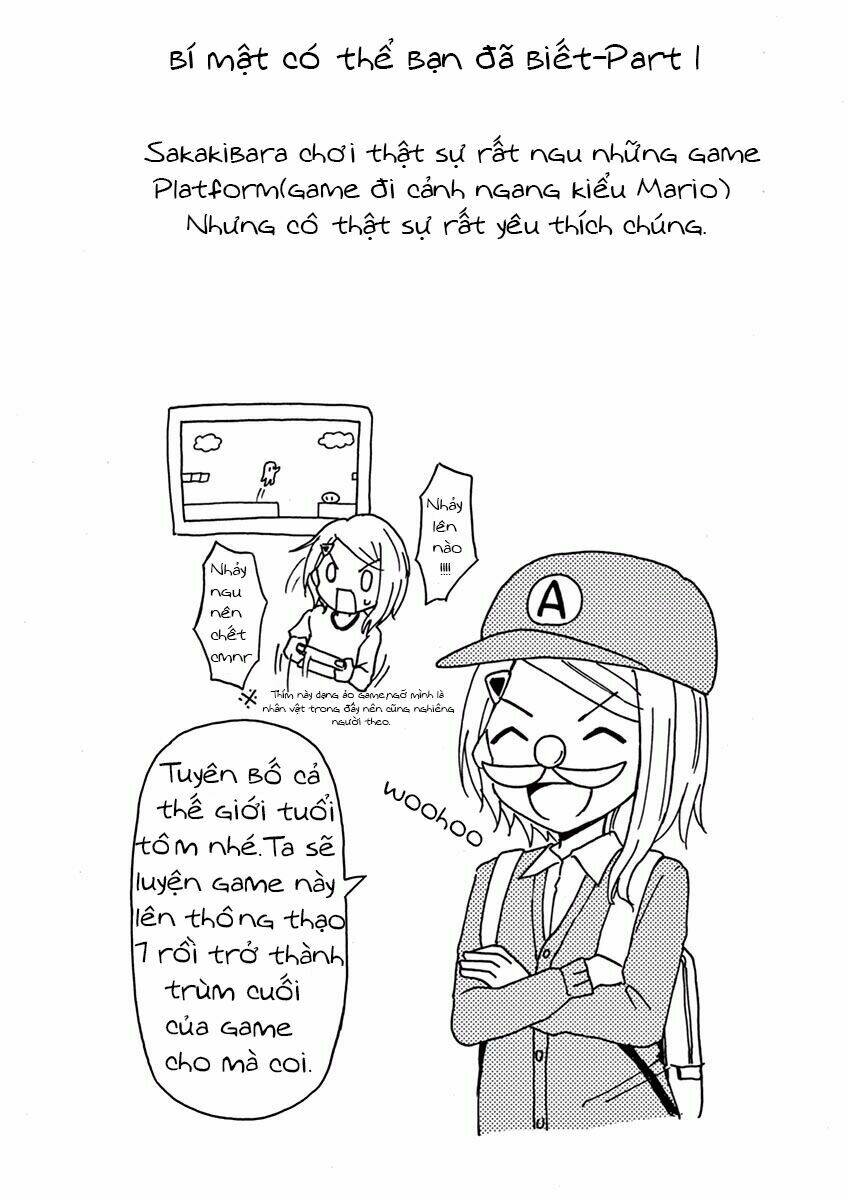 Bí mật có thể bạn đã biết-Part 1
Sakakibara chơi thật sự rất ngu những game
Platform(game đi cảnh ngang kiểu Mario)
Nhưng cô thật sự rất yêu thích chúng.
Nhảy
lên
nào
!!!!
Nhảy
ngu
nên
chết
cmnr
※ Thím này dạng ảo game,ngỡ mình là
nhân vật trong đấy nên cũng nghiêng
người theo.
A
woohoo
Tuyên bố cả
thế giới tuổi
tôm nhé.Ta sẽ
luyện game này
lên thông thạo
7 rồi trở thành
trùm cuối
của game
cho mà coi.